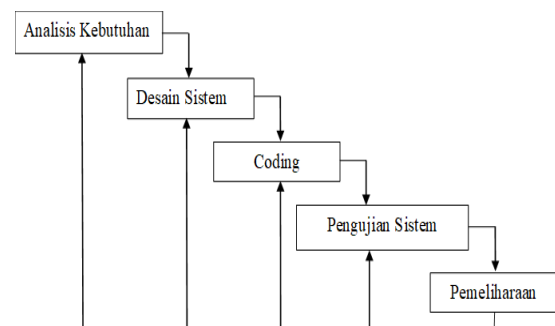 Analisis Kebutuhan
Desain Sistem
Coding
Pengujian Sistem
Pemeliharaan